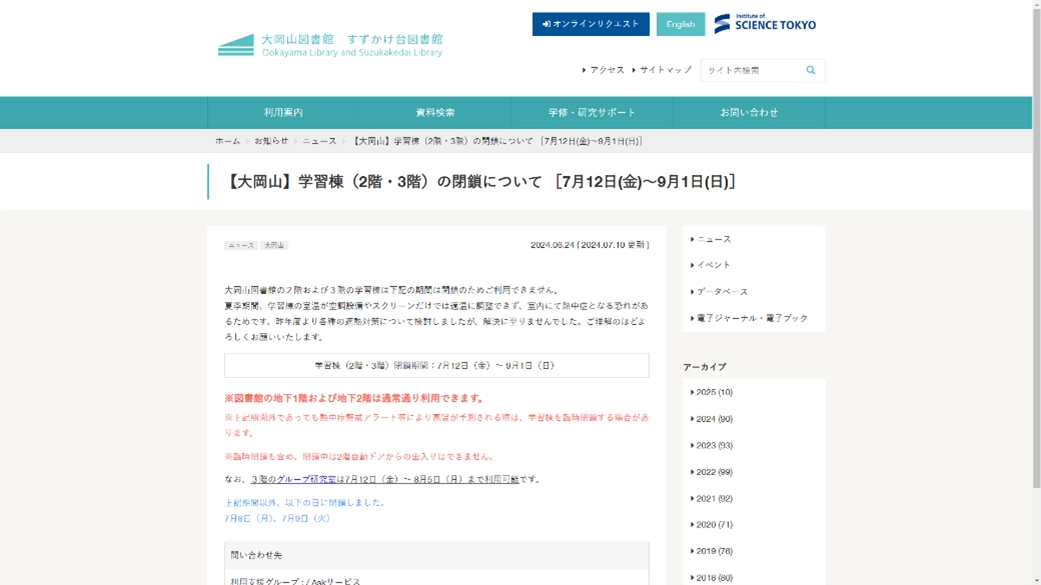 オンラインリクエスト
English
Institute of
SCIENCE TOKYO
大岡山図書館 すずかけ台図書館
Ookayama Library and Suzukakedai Library
アクセス
サイトマップ
サイト内検索
利用案内
資料検索
学修・研究サポート
お問い合わせ
ホーム
お知らせ
ニュース
【大岡山】学習棟（2階・3階）の閉鎖について ［7月12日(金)～9月1日(日)］
【大岡山】学習棟（2階・3階）の閉鎖について ［7月12日(金)～9月1日(日)］
ニュース 大岡山
2024.06.24 ( 2024.07.10 更新 )
大岡山図書館の２階および３階の学習棟は下記の期間は閉鎖のためご利用できません。
夏季期間、学習棟の室温が空調設備やスクリーンだけでは適温に調整できず、室内にて熱中症となる恐れがあ
るためです。昨年度より各種の遮熱対策について検討しましたが、解決に至りませんでした。ご理解のほどよ
ろしくお願いいたします。
学習棟（2階・3階）閉鎖期間：7月12日（金）～ 9月1日（日）
※図書館の地下1階および地下2階は通常通り利用できます。
※上記期間外であっても熱中症警戒アラート等により高温が予測される際は、学習棟を臨時閉鎖する場合があ
ります。
※臨時閉鎖も含め、閉鎖中は2階自動ドアからの出入りはできません。
なお、３階のグループ研究室は7月12日（金）～ 8月5日（月）まで利用可能です。
上記期間以外、以下の日に閉鎖しました。
7月8日（月）、7月9日（火）
問い合わせ先
利用支援グループ : / Askサービス
ニュース
イベント
データベース
電子ジャーナル・電子ブック
アーカイブ
2025 (10)
2024 (90)
2023 (93)
2022 (99)
2021 (92)
2020 (71)
2019 (76)
2018 (80)